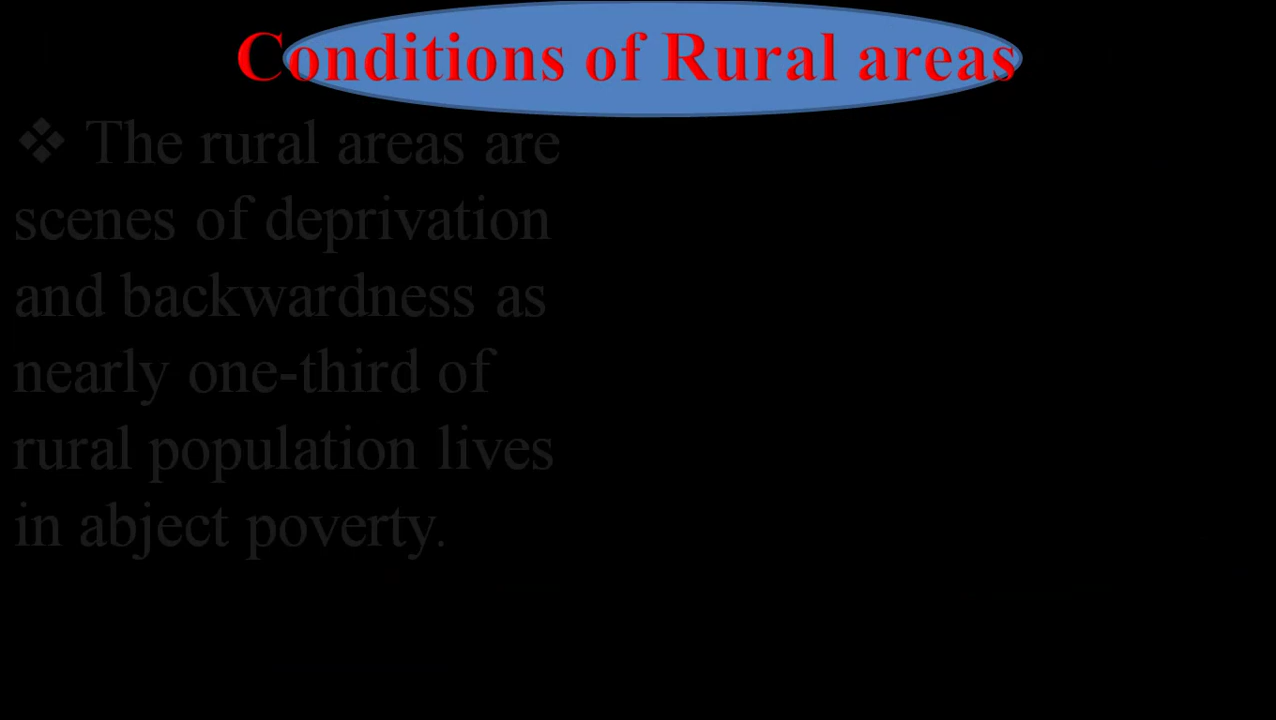 Conditions of Rural areas
❖ The rural areas are
scenes of deprivation
and backwardness as
nearly one-third of
rural population lives
in abject poverty.